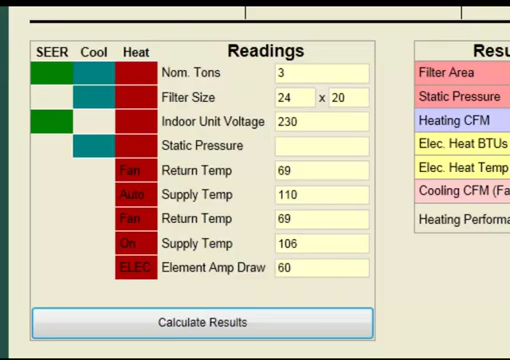 SEER Cool Heat Readings
Nom. Tons 3
Filter Size 24 x 20
Indoor Unit Voltage 230
Static Pressure
Fan Return Temp 69
Auto Supply Temp 110
Fan Return Temp 69
On Supply Temp 106
ELEC Element Amp Draw 60
Calculate Results
Resu
Filter Area
Static Pressure
Heating CFM
Elec. Heat BTUs
Elec. Heat Temp
Cooling CFM (Fa
Heating Performa